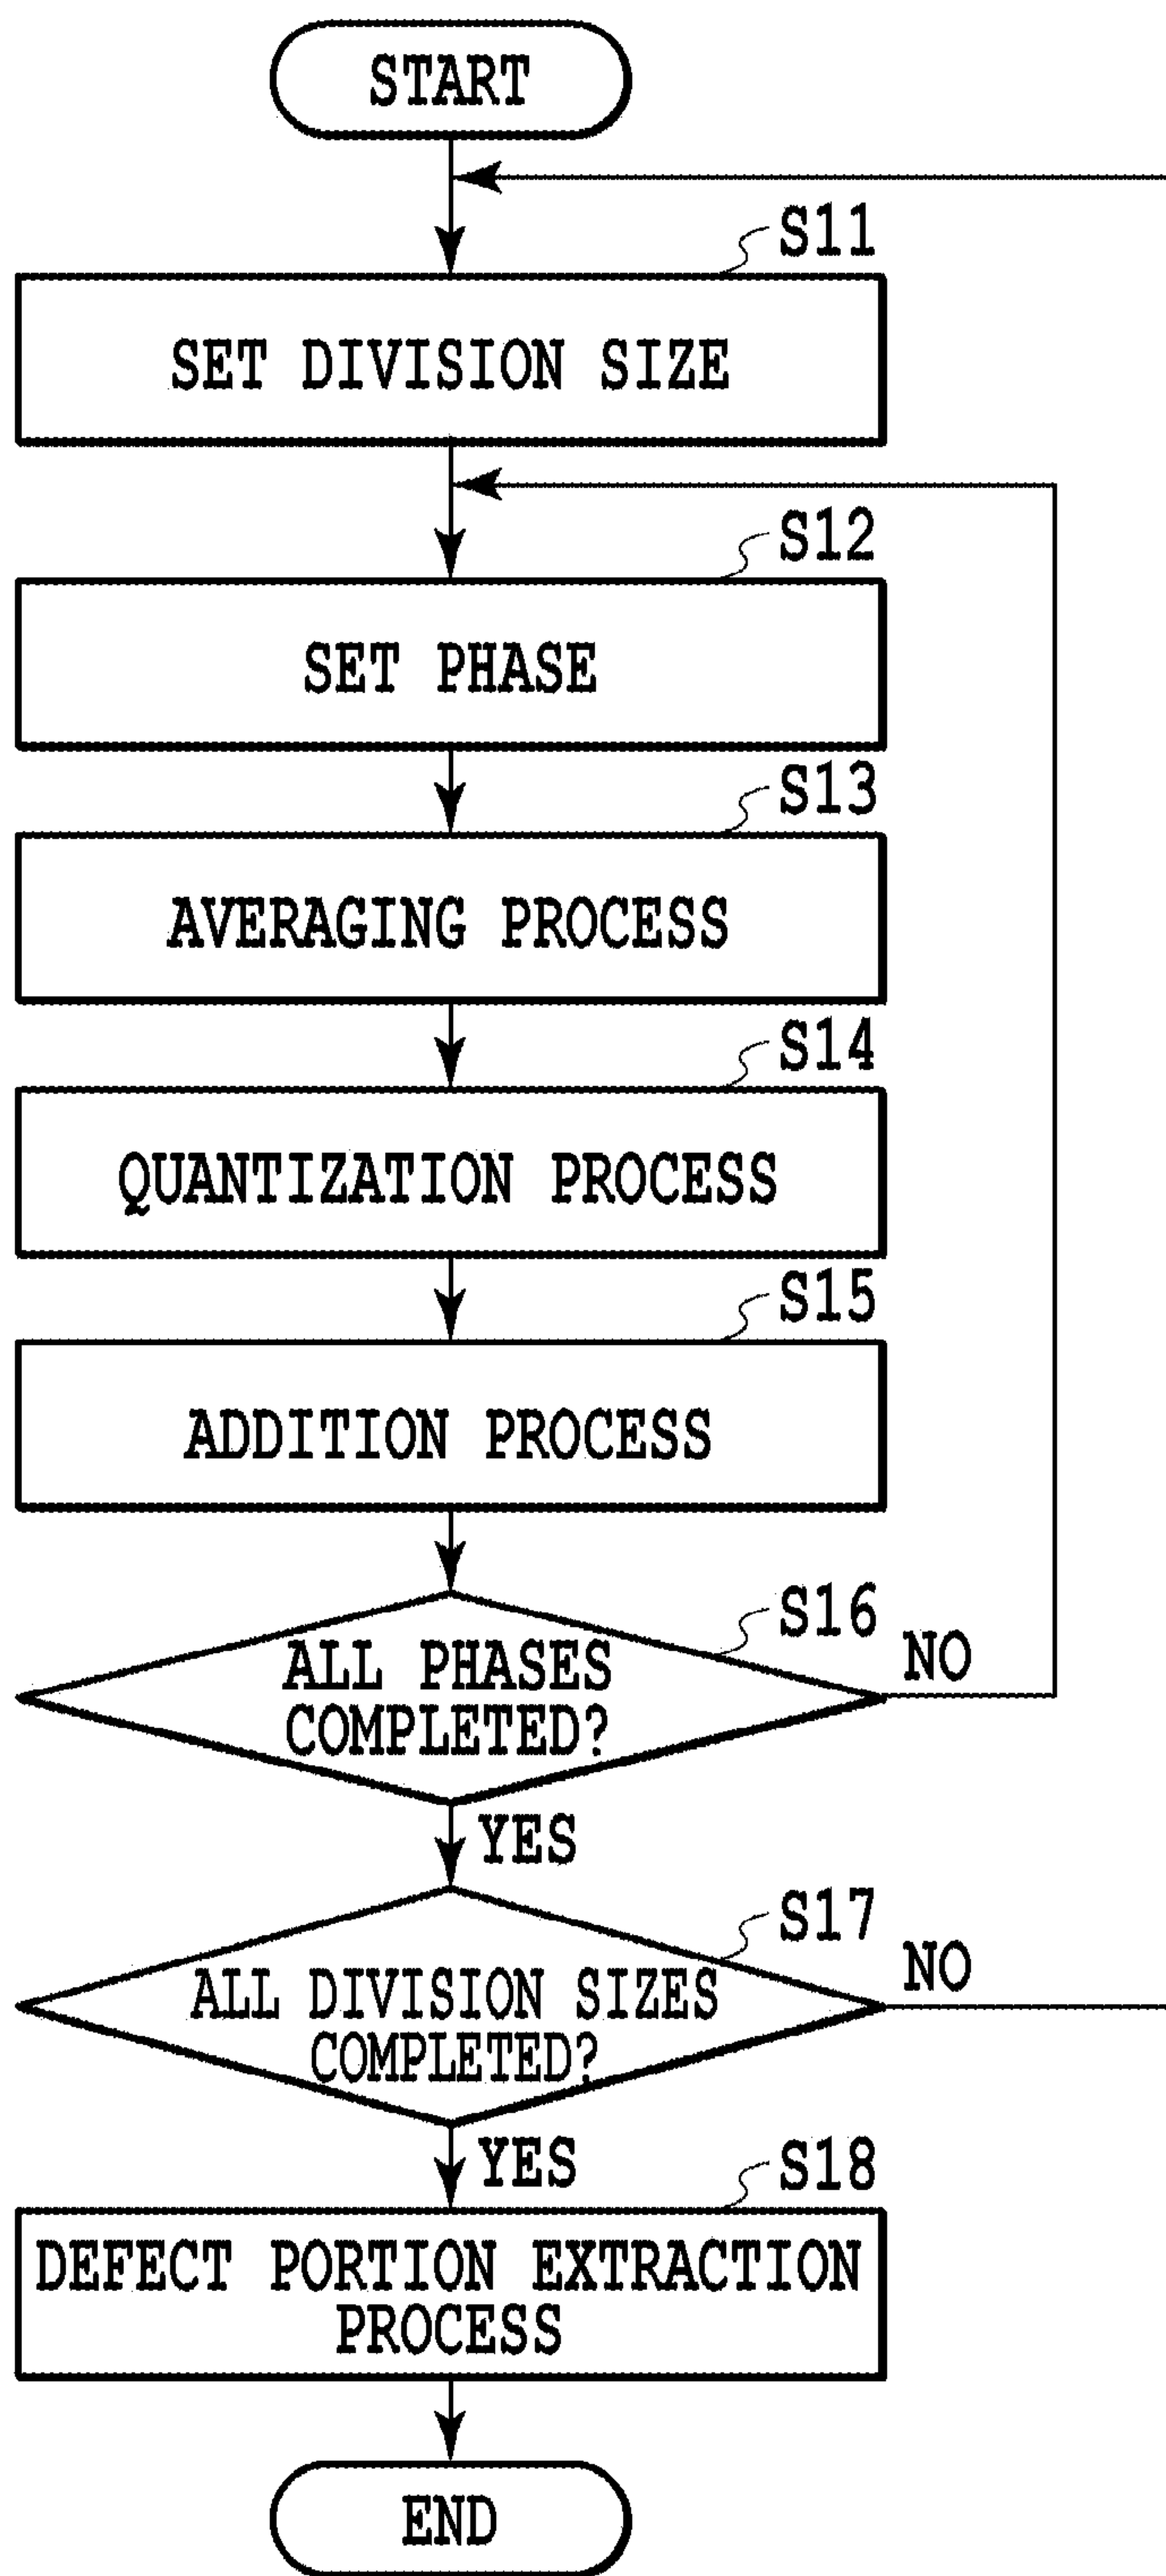 START
S11
SET DIVISION SIZE
S12
SET PHASE
S13
AVERAGING PROCESS
S14
QUANTIZATION PROCESS
S15
ADDITION PROCESS
S16
ALL PHASES
COMPLETED?
NO
YES
S17
ALL DIVISION SIZES
COMPLETED?
NO
YES
S18
DEFECT PORTION EXTRACTION
PROCESS
END